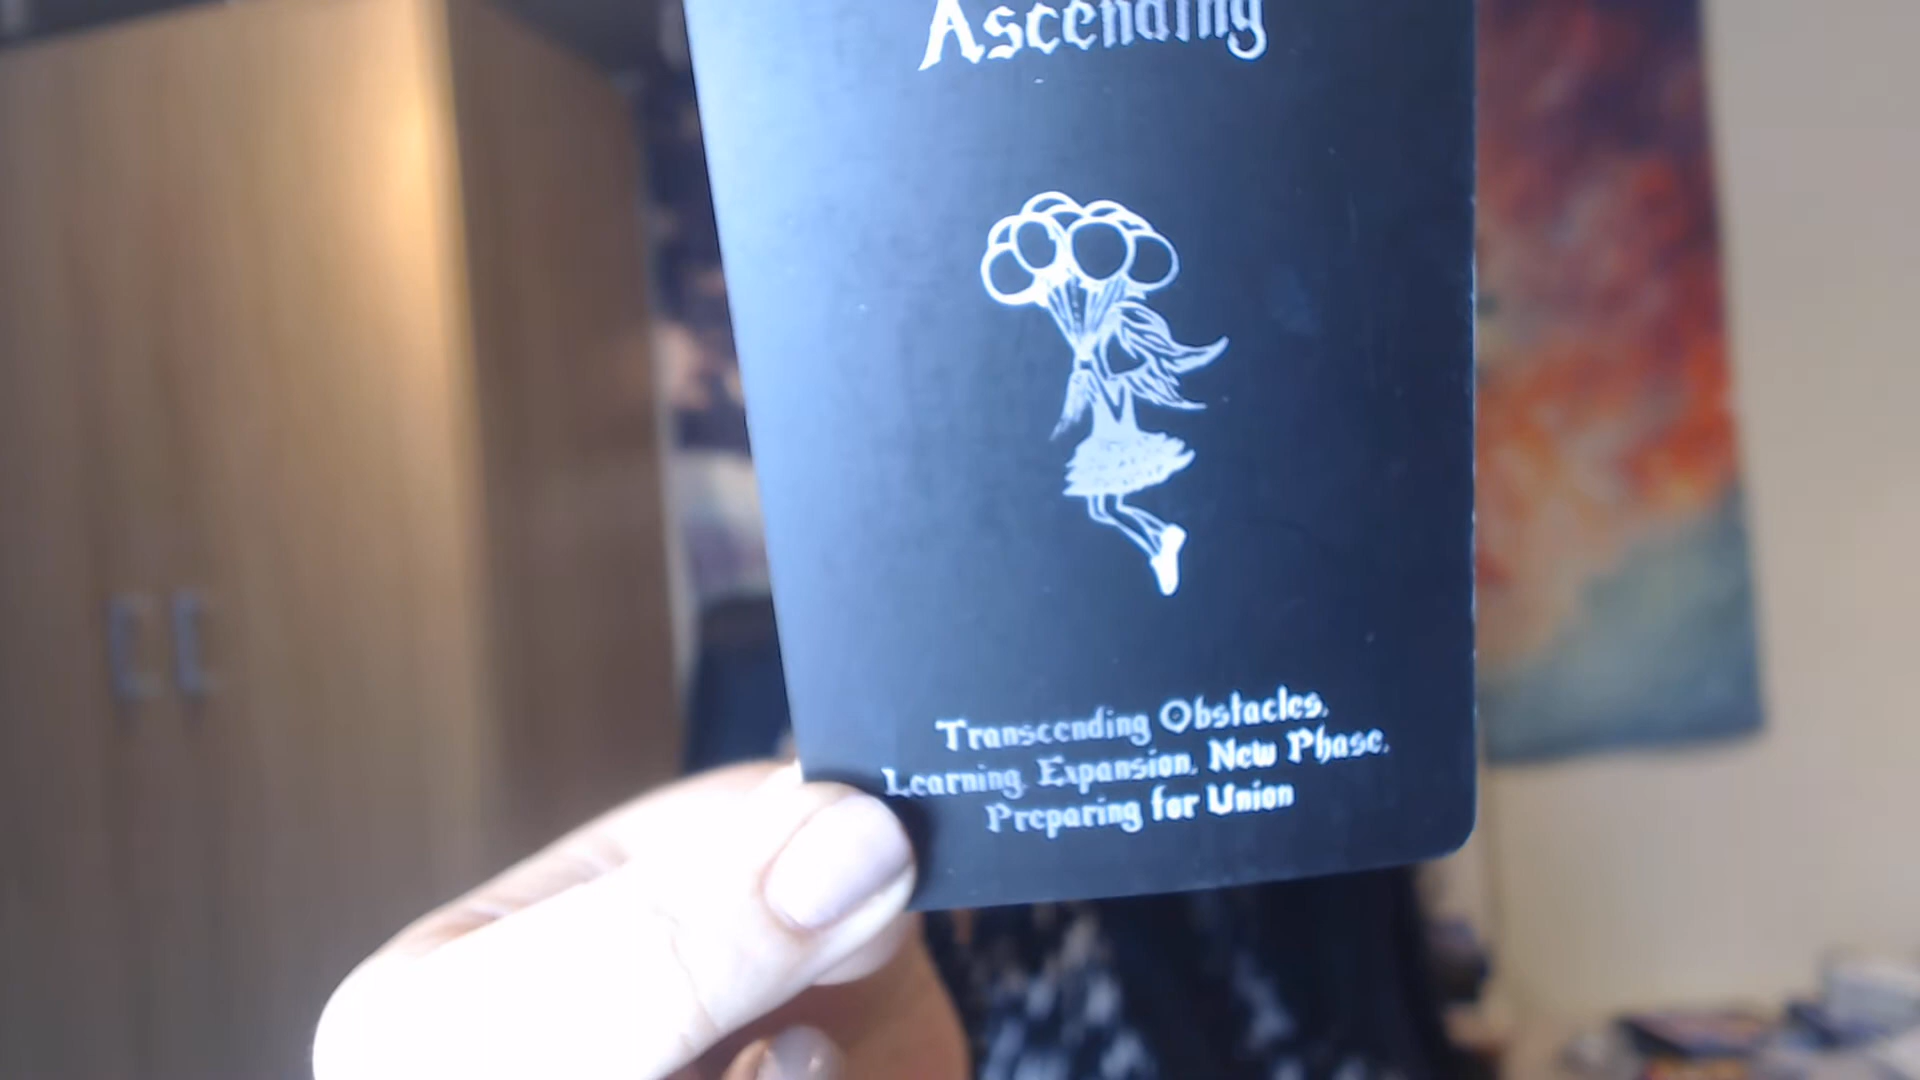 Ascending
Transcending Obstacles,
Learning, Expansion, New Phase,
Preparing for Union